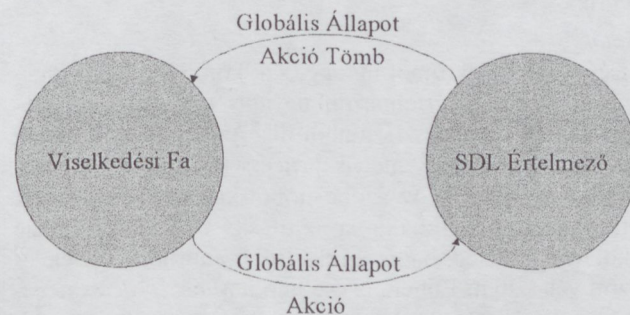 Globális Állapot
Akció Tömb
Viselkedési Fa
SDL Értelmező
Globális Állapot
Akció